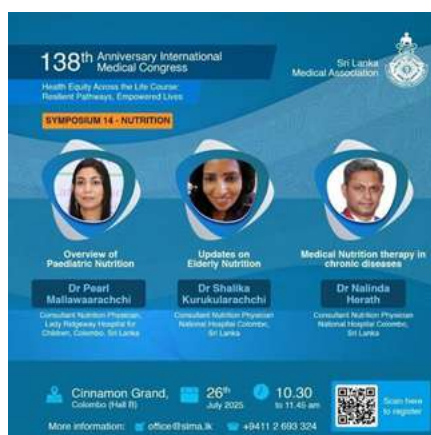 138th Anniversary International
Medical Congress
Health Equity Across the Life Course:
Resilient Pathways, Empowered Lives
Sri Lanka
Medical Association
SYMPOSIUM 14 - NUTRITION
Overview of
Paediatric Nutrition
Dr Pearl
Mallawaarachchi
Consultant Nutrition Physician,
Lady Ridgeway Hospital for
Children, Colombo, Sri Lanka
Updates on
Elderly Nutrition
Dr Shalika
Kurukularachchi
Consultant Nutrition Physician
National Hospital Colombo,
Sri Lanka
Medical Nutrition therapy in
chronic diseases
Dr Nalinda
Herath
Consultant Nutrition Physician
National Hospital Colombo,
Sri Lanka
Cinnamon Grand,
Colombo (Hall B)
26th
July 2025
10.30
to 11.45 am
Scan here
to register
More information: office@slma.lk +9411 2 693 324